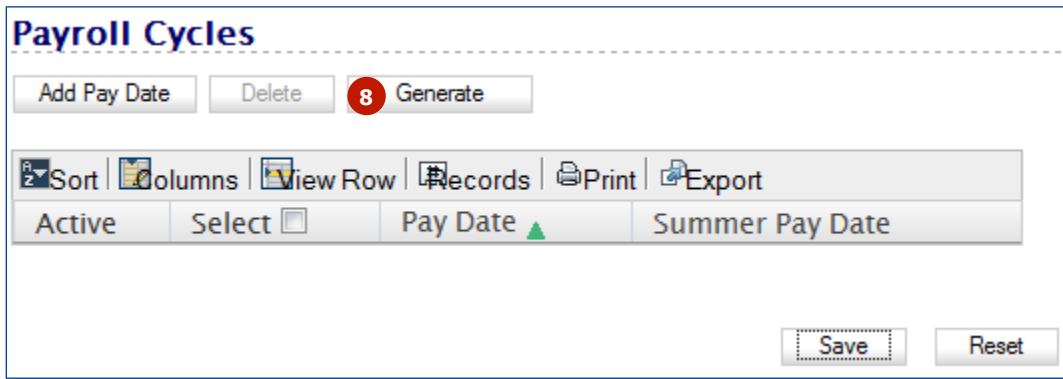 Payroll Cycles
Add Pay Date Delete 8 Generate
Sort Columns View Row Records Print Export
Active Select Pay Date Summer Pay Date
Save Reset